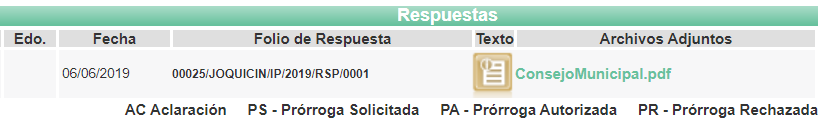 Respuestas
Edo. Fecha Folio de Respuesta Texto Archivos Adjuntos
06/06/2019 00025/JOQUICIN/IP/2019/RSP/0001 ConsejoMunicipal.pdf
AC Aclaración PS - Prórroga Solicitada PA - Prórroga Autorizada PR - Prórroga Rechazada